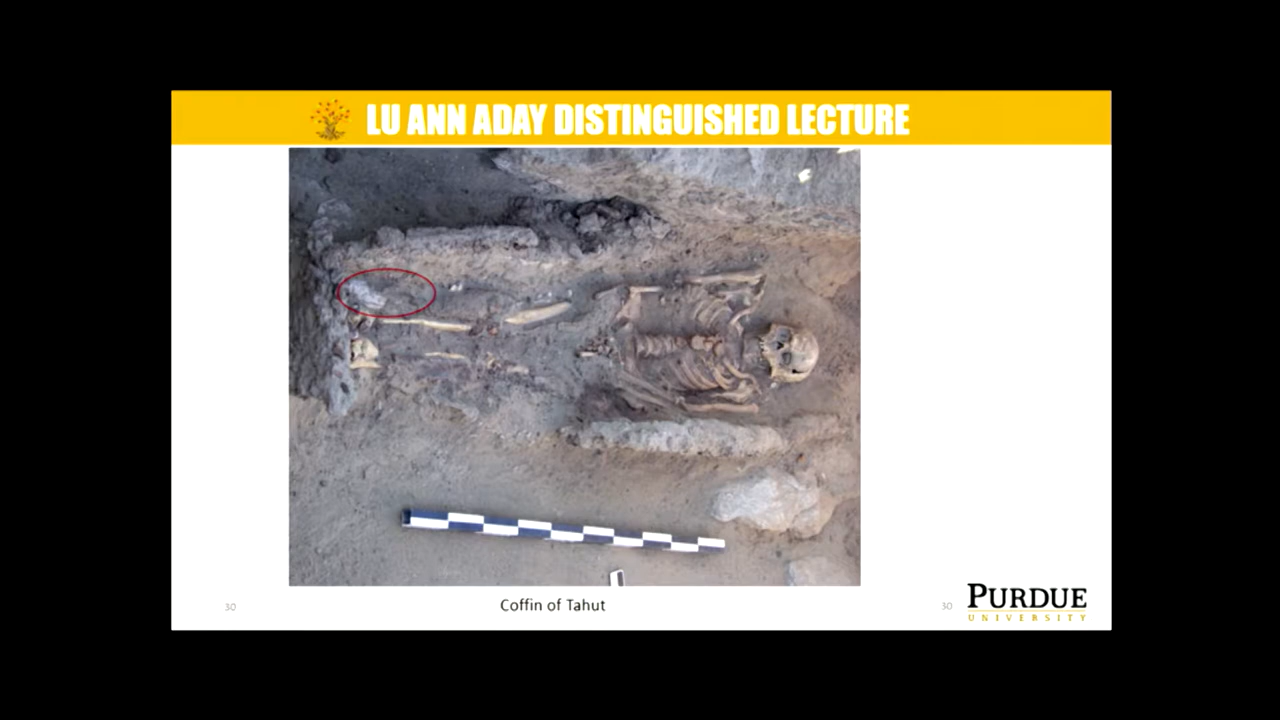 LU ANN ADAY DISTINGUISHED LECTURE
Coffin of Tahut
30
30
PURDUE
UNIVERSITY